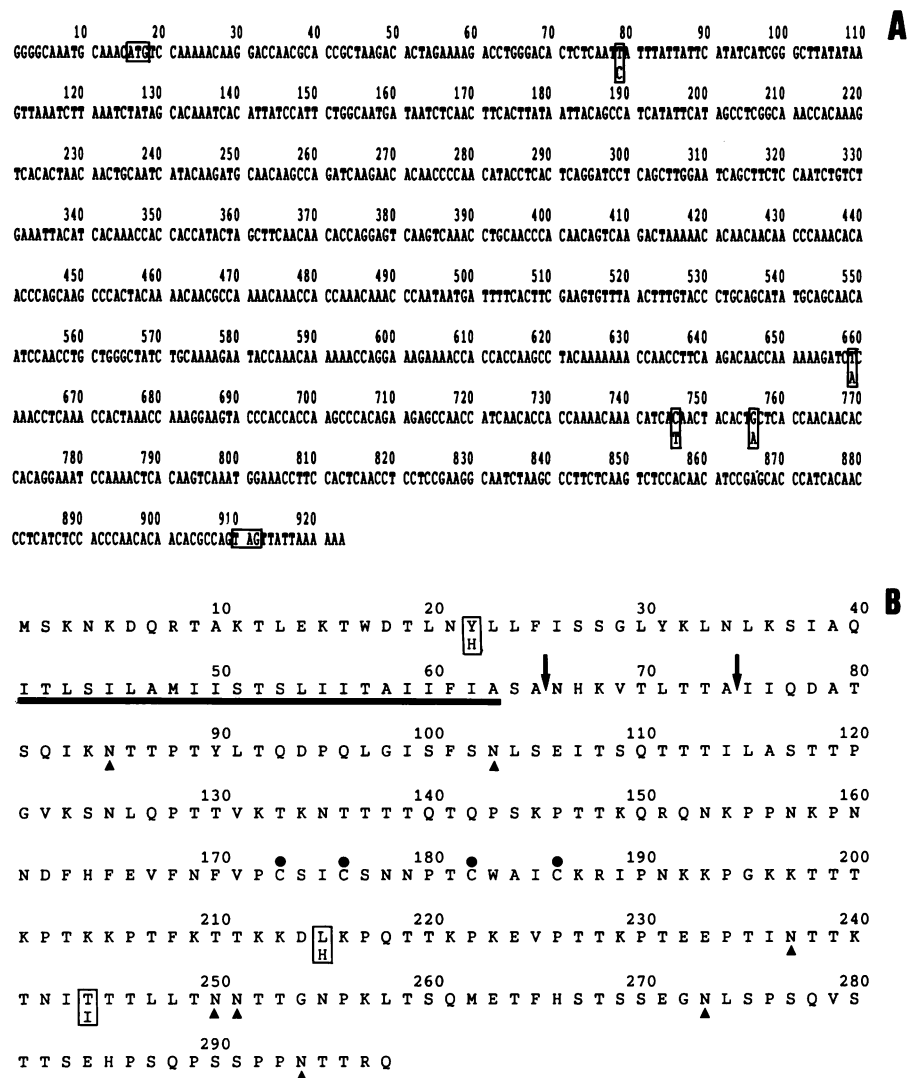 A
10 20 30 40 50 60 70 80 90 100 110
GGGGCAAATG CAAACATGTC CAAAAACAAG GACCAACGCA CCGCTAAGAC ACTAGAAAAG ACCTGGGACA CTCTCAATTA TTTATTATTC ATATCATCGG GCTTATATAA
C
120 130 140 150 160 170 180 190 200 210 220
GTTAAATCTT AAATCTATAG CACAAATCAC ATTATCCATT CTGGCAATGA TAATCTCAAC TTCACTTATA ATTACAGCCA TCATATTCAT AGCCTCGGCA AACCACAAAG
230 240 250 260 270 280 290 300 310 320 330
TCACACTAAC AACTGCAATC ATACAAGATG CAACAAGCCA GATCAAGAAC ACAACCCCAA CATACCTCAC TCAGGATCCT CAGCTTGGAA TCAGCTTCTC CAATCTGTCT
340 350 360 370 380 390 400 410 420 430 440
GAAATTACAT CACAAACCAC CACCATACTA GCTTCAACAA CACCAGGAGT CAAGTCAAAC CTGCAACCCA CAACAGTCAA GACTAAAAAC ACAACAACAA CCCAAACACA
450 460 470 480 490 500 510 520 530 540 550
ACCCAGCAAG CCCACTACAA AACAACGCCA AAACAAACCA CCAAACAAAC CCAATAATGA TTTTCACTTC GAAGTGTTTA ACTTTGTACC CTGCAGCATA TGCAGCAACA
560 570 580 590 600 610 620 630 640 650 660
ATCCAACCTG CTGGGCTATC TGCAAAAGAA TACCAAACAA AAAACCAGGA AAGAAAACCA CCACCAAGCC TACAAAAAAA CCAACCTTCA AGACAACCAA AAAAGATCTC
A
670 680 690 700 710 720 730 740 750 760 770
AAACCTCAAA CCACTAAACC AAAGGAAGTA CCCACCACCA AGCCCACAGA AGAGCCAACC ATCAACACCA CCAAAACAAA CATCACAACT ACACTGCTCA CCAACAACAC
T A
780 790 800 810 820 830 840 850 860 870 880
CACAGGAAAT CCAAAACTCA CAAGTCAAAT GGAAACCTTC CACTCAACCT CCTCCGAAGG CAATCTAAGC CCTTCTCAAG TCTCCACAAC ATCCGAGCAC CCATCACAAC
890 900 910 920
CCTCATCTCC ACCCAACACA ACACGCCAGT AGTTATTAAA AAA
B
10 20 30 40
M S K N K D Q R T A K T L E K T W D T L N Y L L F I S S G L Y K L N L K S I A Q
H
50 60 70 80
I T L S I L A M I I S T S L I I T A I I F I A S A N H K V T L T T A I I Q D A T
90 100 110 120
S Q I K N T T P T Y L T Q D P Q L G I S F S N L S E I T S Q T T T I L A S T T P
130 140 150 160
G V K S N L Q P T T V K T K N T T T T Q T Q P S K P T T K Q R Q N K P P N K P N
170 180 190 200
N D F H F E V F N F V P C S I C S N N P T C W A I C K R I P N K K P G K K T T T
210 220 230 240
K P T K K P T F K T T K K D L K P Q T T K P K E V P T T K P T E E P T I N T T K
H
250 260 270 280
T N I T T T L L T N N T T G N P K L T S Q M E T F H S T S S E G N L S P S Q V S
I
290
T T S E H P S Q P S S P P N T T R Q